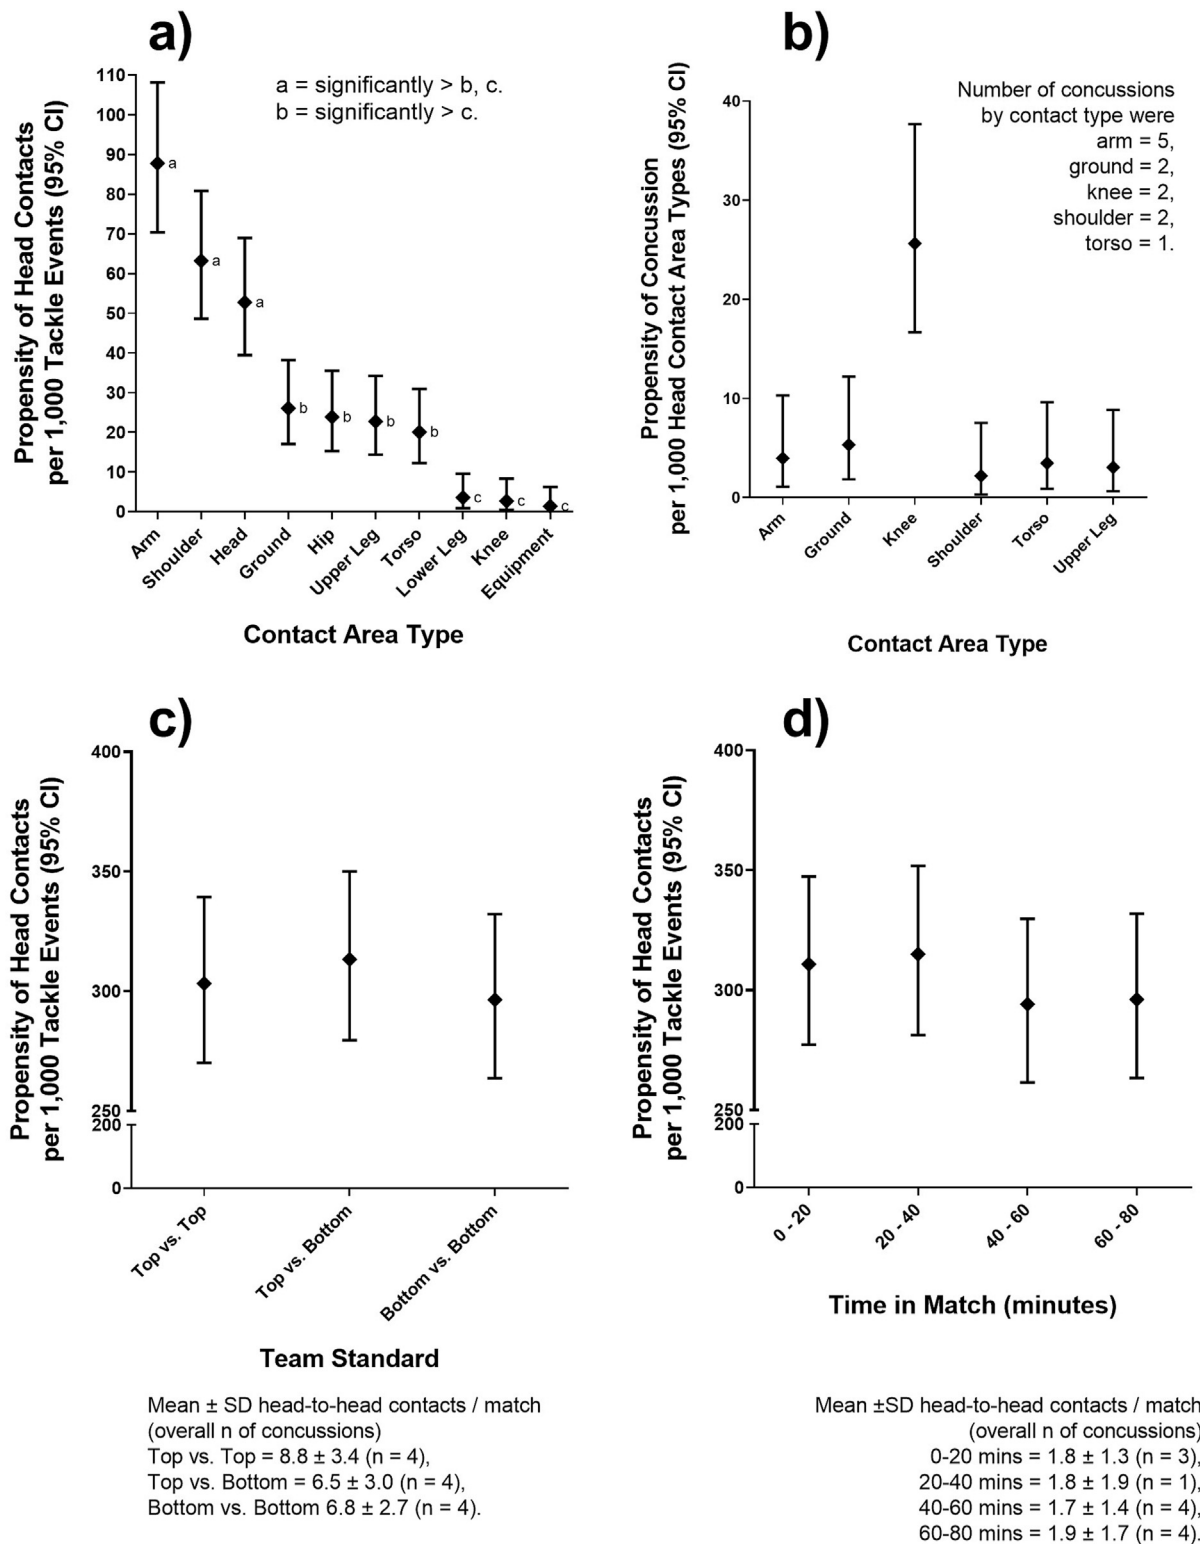 a)
Propensity of Head Contacts
per 1,000 Tackle Events (95% CI)
110
100
90
80
70
60
50
40
30
20
10
0
a = significantly > b, c.
b = significantly > c.
a
a
a
b
b
b
b
c
c
c
Arm
Shoulder
Head
Ground
Hip
Upper Leg
Torso
Lower Leg
Knee
Equipment
Contact Area Type
b)
Propensity of Concussion
per 1,000 Head Contact Area Types (95% CI)
40
30
20
10
0
Number of concussions
by contact type were
arm = 5,
ground = 2,
knee = 2,
shoulder = 2,
torso = 1.
Arm
Ground
Knee
Shoulder
Torso
Upper Leg
Contact Area Type
c)
Propensity of Head Contacts
per 1,000 Tackle Events (95% CI)
400
350
300
250
200
0
Top vs. Top
Top vs. Bottom
Bottom vs. Bottom
Team Standard
Mean ± SD head-to-head contacts / match
(overall n of concussions)
Top vs. Top = 8.8 ± 3.4 (n = 4),
Top vs. Bottom = 6.5 ± 3.0 (n = 4),
Bottom vs. Bottom 6.8 ± 2.7 (n = 4).
d)
Propensity of Head Contacts
per 1,000 Tackle Events (95% CI)
400
350
300
250
200
0
0 - 20
20 - 40
40 - 60
60 - 80
Time in Match (minutes)
Mean ±SD head-to-head contacts / match
(overall n of concussions)
0-20 mins = 1.8 ± 1.3 (n = 3),
20-40 mins = 1.8 ± 1.9 (n = 1),
40-60 mins = 1.7 ± 1.4 (n = 4),
60-80 mins = 1.9 ± 1.7 (n = 4).